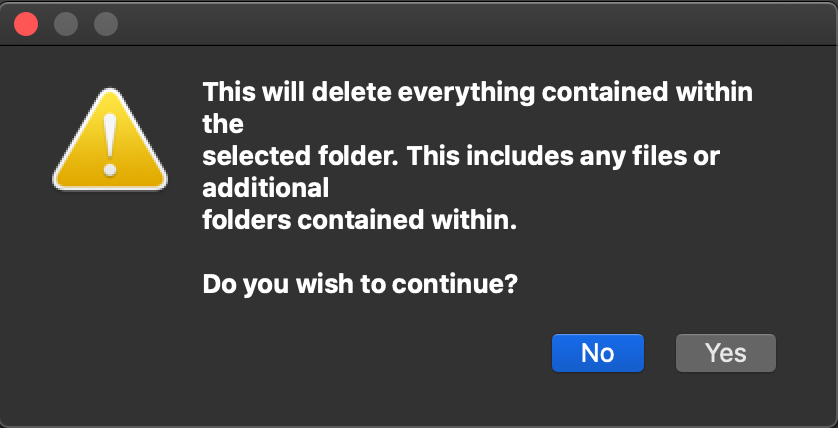 This will delete everything contained within
the
selected folder. This includes any files or
additional
folders contained within.
Do you wish to continue?
No Yes